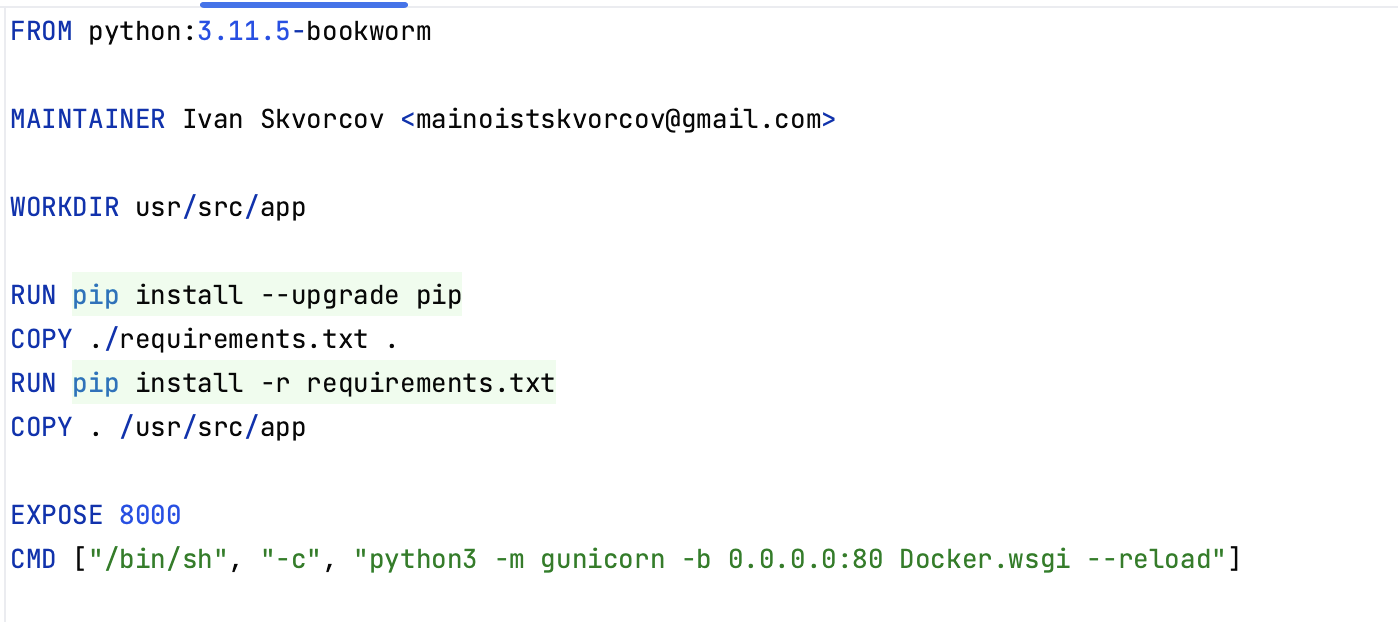 FROM python:3.11.5-bookworm
MAINTAINER Ivan Skvorcov <mainoistskvorcov@gmail.com>
WORKDIR usr/src/app
RUN pip install --upgrade pip
COPY ./requirements.txt .
RUN pip install -r requirements.txt
COPY . /usr/src/app
EXPOSE 8000
CMD ["/bin/sh", "-c", "python3 -m gunicorn -b 0.0.0.0:80 Docker.wsgi --reload"]